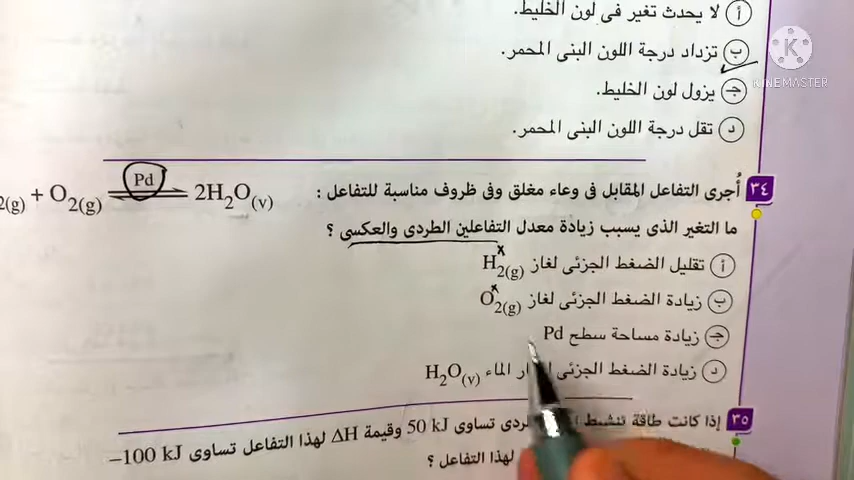 أ لا يحدث تغير فى لون الخليط.
ب تزداد درجة اللون البنى المحمر.
KINEMASTER
ج يزول لون الخليط.
د تقل درجة اللون البنى المحمر.
٣٤ أُجرى التفاعل المقابل فى وعاء مغلق وفى ظروف مناسبة للتفاعل :
2(g) + O2(g) Pd ⇌ 2H2O(v)
ما التغير الذى يسبب زيادة معدل التفاعلين الطردى والعكسى ؟
أ تقليل الضغط الجزئى لغاز H2(g)
ب زيادة الضغط الجزئى لغاز O2(g)
ج زيادة مساحة سطح Pd
د زيادة الضغط الجزئى الماء H2O(v)
٣٥ إذا كانت طاقة تنشيط تساوى 50 kJ وقيمة ΔH لهذا التفاعل تساوى –100 kJ
لهذا التفاعل ؟